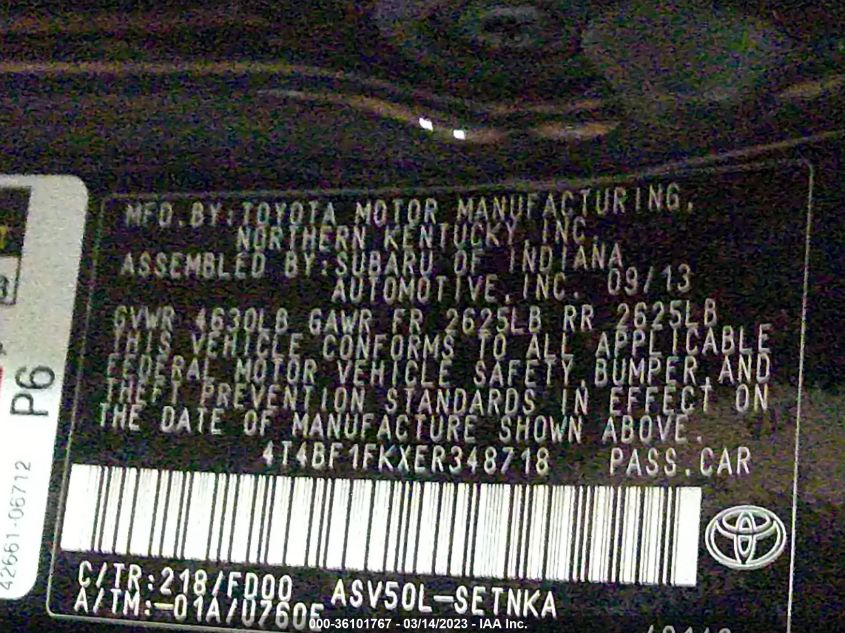 MFD.BY:TOYOTA MOTOR MANUFACTURING,
NORTHERN KENTUCKY,INC.
ASSEMBLED BY:SUBARU OF INDIANA
AUTOMOTIVE,INC. 09/13
GVWR 4630LB GAWR FR 2625LB RR 2625LB
THIS VEHICLE CONFORMS TO ALL APPLICABLE
FEDERAL MOTOR VEHICLE SAFETY,BUMPER,AND
THEFT PREVENTION STANDARDS IN EFFECT ON
THE DATE OF MANUFACTURE SHOWN ABOVE.
4T4BF1FKXER348718 PASS.CAR
C/TR:218/FD00 ASV50L-SETNKA
A/TM:-01A/U760E
P6
42661-06712
000-36101767 - 03/14/2023 - IAA Inc.